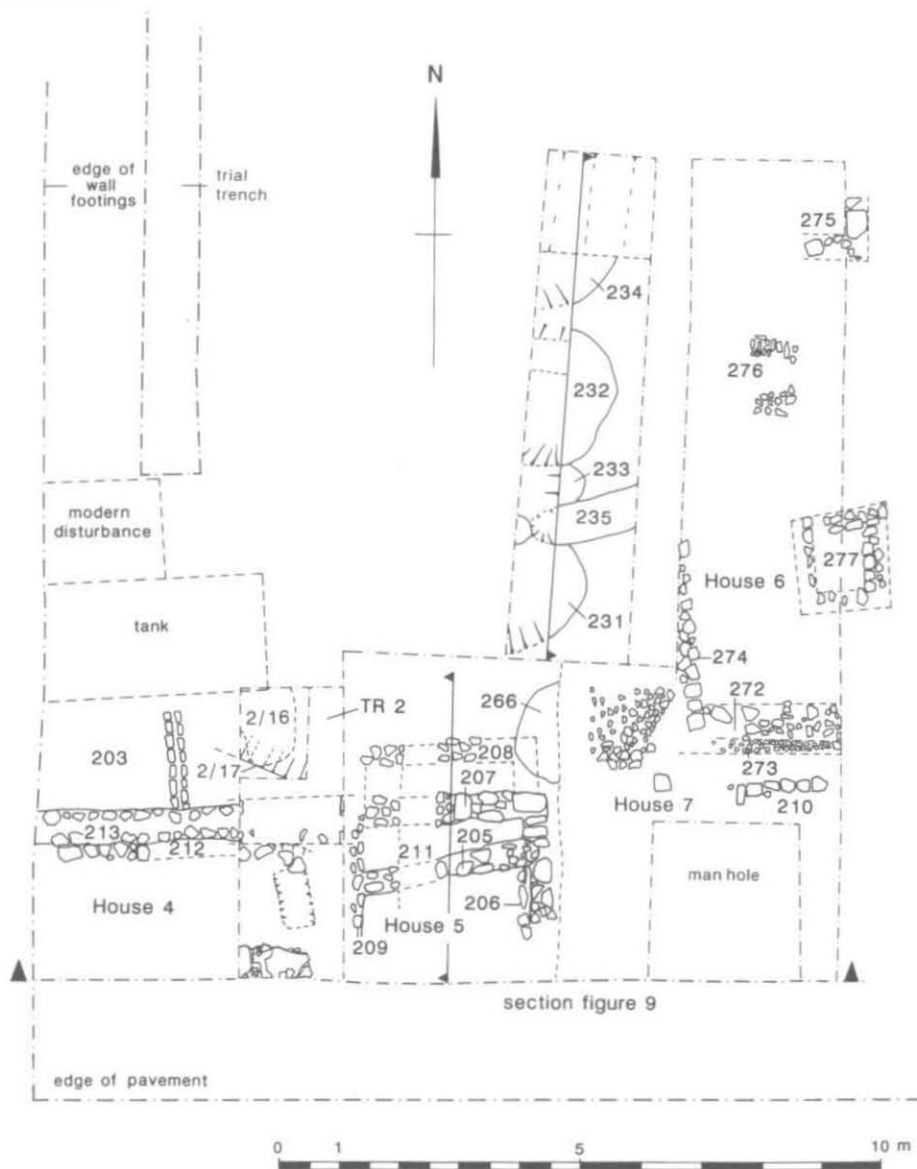 N
edge of
wall
footings
trial
trench
275
234
276
232
233
235
modern
disturbance
277
House 6
231
tank
274
266
272
2/16
TR 2
203
208
2/17
273
207
House 7
210
213
205
212
211
man hole
House 4
206
House 5
209
section figure 9
edge of pavement
0 1 5 10 m